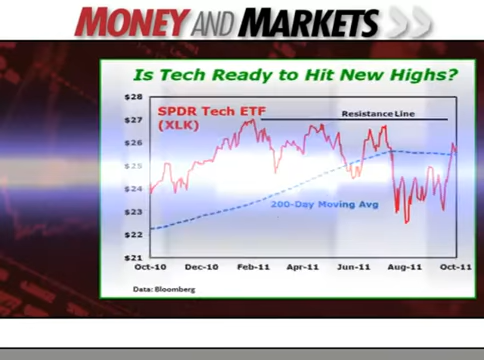 MONEY AND MARKETS
Is Tech Ready to Hit New Highs?
$28
$27
$26
$25
$24
$23
$22
$21
SPDR Tech ETF
(XLK)
Resistance Line
200-Day Moving Avg
Oct-10 Dec-10 Feb-11 Apr-11 Jun-11 Aug-11 Oct-11
Data: Bloomberg